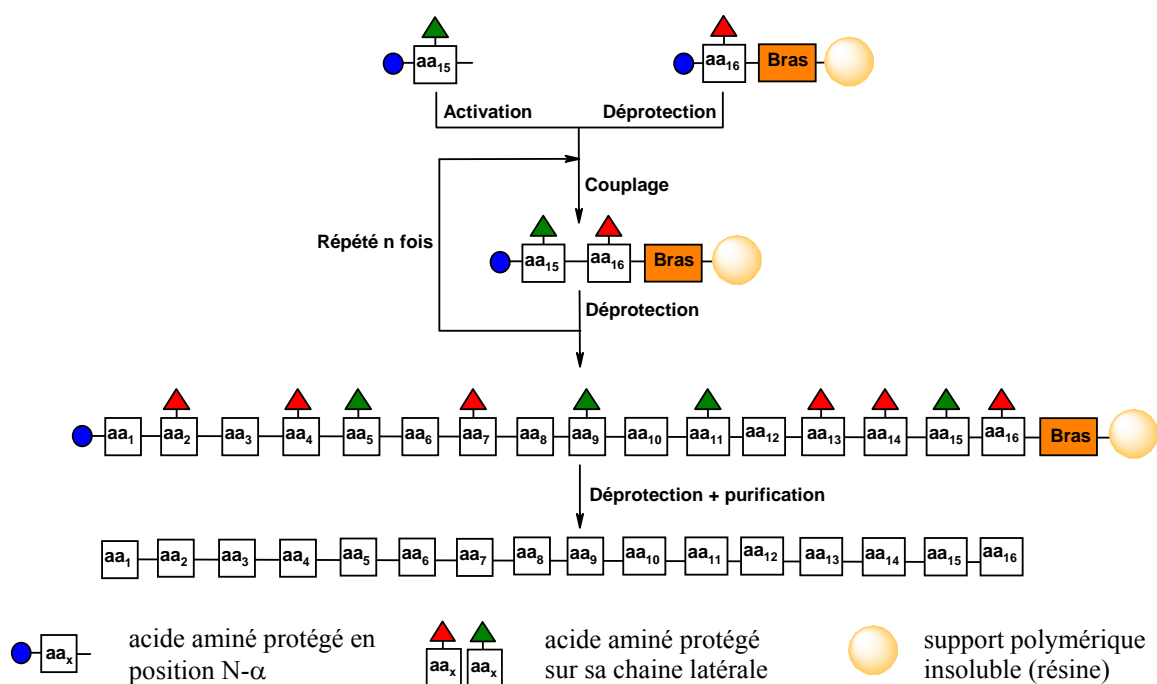 aa15
aa16 Bras
Activation Déprotection
Couplage
Répété n fois
aa15 aa16 Bras
Déprotection
aa1 aa2 aa3 aa4 aa5 aa6 aa7 aa8 aa9 aa10 aa11 aa12 aa13 aa14 aa15 aa16 Bras
Déprotection + purification
aa1 aa2 aa3 aa4 aa5 aa6 aa7 aa8 aa9 aa10 aa11 aa12 aa13 aa14 aa15 aa16
aax
acide aminé protégé en
position N-α
aax aax
acide aminé protégé
sur sa chaine latérale
support polymérique
insoluble (résine)